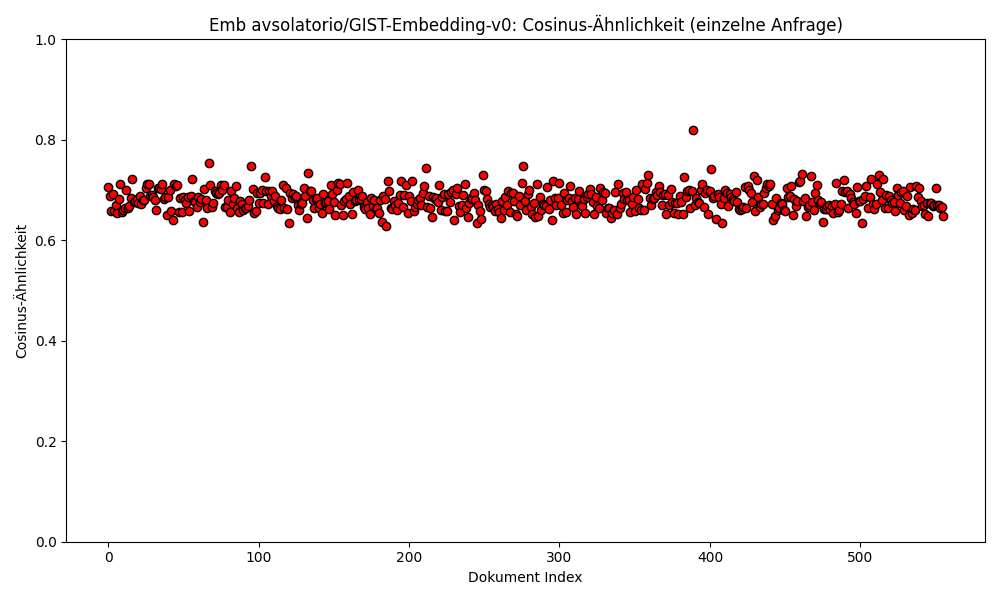 Emb avsolatorio/GIST-Embedding-v0: Cosinus-Ähnlichkeit (einzelne Anfrage)
1.0
0.8
0.6
0.4
0.2
0.0
Cosinus-Ähnlichkeit
0 100 200 300 400 500
Dokument Index